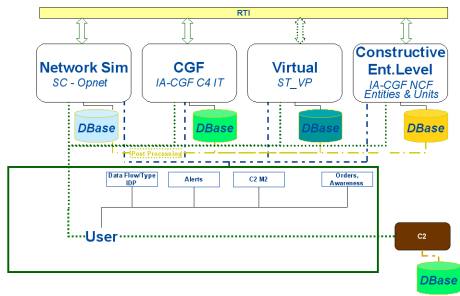 RTI
Network Sim
SC - Opnet
CGF
IA-CGF C4 IT
Virtual
ST_VP
Constructive
Ent.Level
IA-CGF NCF
Entities & Units
DBase
DBase
DBase
DBase
Post Processing
Data Flow/Type
IDP
Alerts
C2 M2
Orders,
Awareness
User
C2
DBase